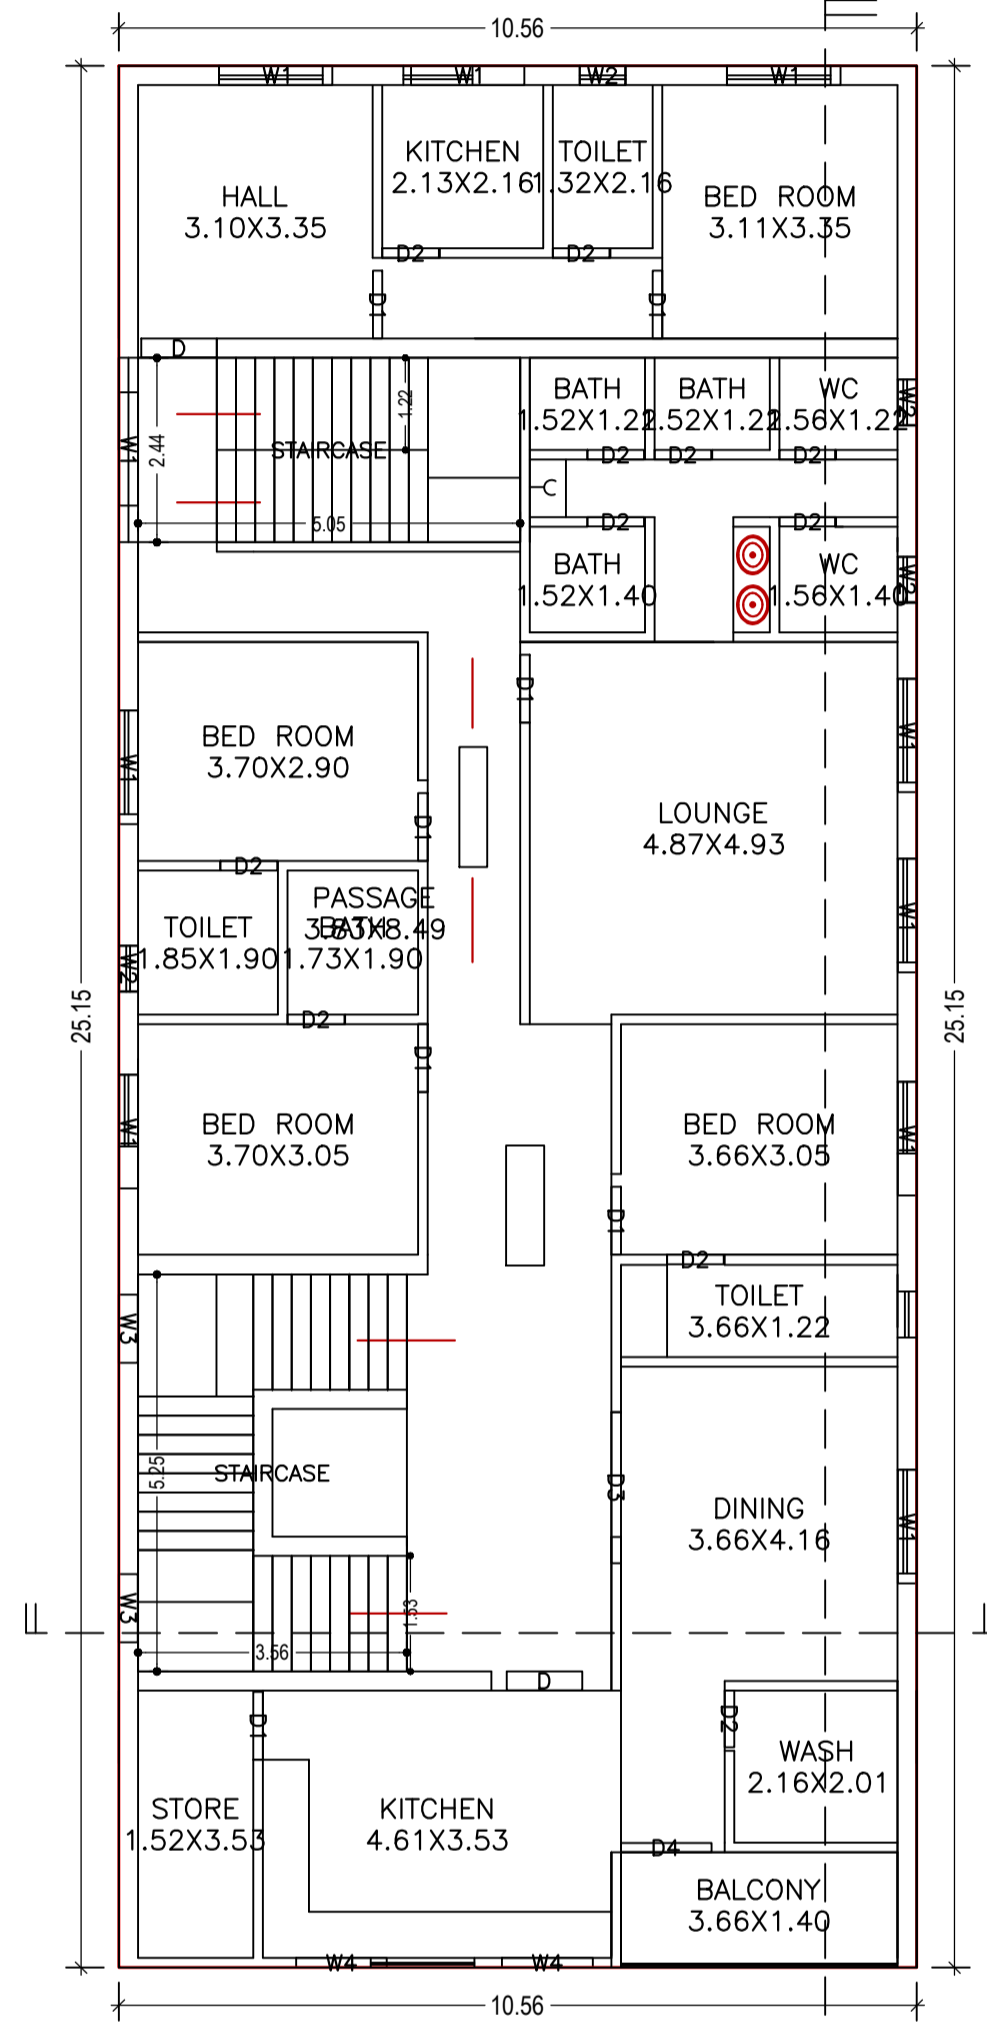 10.56
W1
W1
W2
W1
KITCHEN
2.13X2.16
TOILET
1.32X2.16
HALL
3.10X3.35
BED ROOM
3.11X3.35
D2
D2
D1
D1
D
BATH
1.52X1.22
BATH
1.52X1.22
WC
1.56X1.22
W2
1.22
W1
2.44
STAIRCASE
D2
D2
D2
C
5.05
D2
D2
BATH
1.52X1.40
WC
1.56X1.40
W2
D1
BED ROOM
3.70X2.90
W1
W1
D1
LOUNGE
4.87X4.93
D2
PASSAGE
3.83X8.49
TOILET
1.85X1.90
BATH
1.73X1.90
W1
W2
25.15
25.15
D2
D1
BED ROOM
3.70X3.05
BED ROOM
3.66X3.05
W1
W1
D1
D2
TOILET
3.66X1.22
W3
5.25
STAIRCASE
D3
DINING
3.66X4.16
W1
W3
1.53
3.56
D
D1
D2
WASH
2.16X2.01
STORE
1.52X3.53
KITCHEN
4.61X3.53
D4
BALCONY
3.66X1.40
W4
W4
10.56